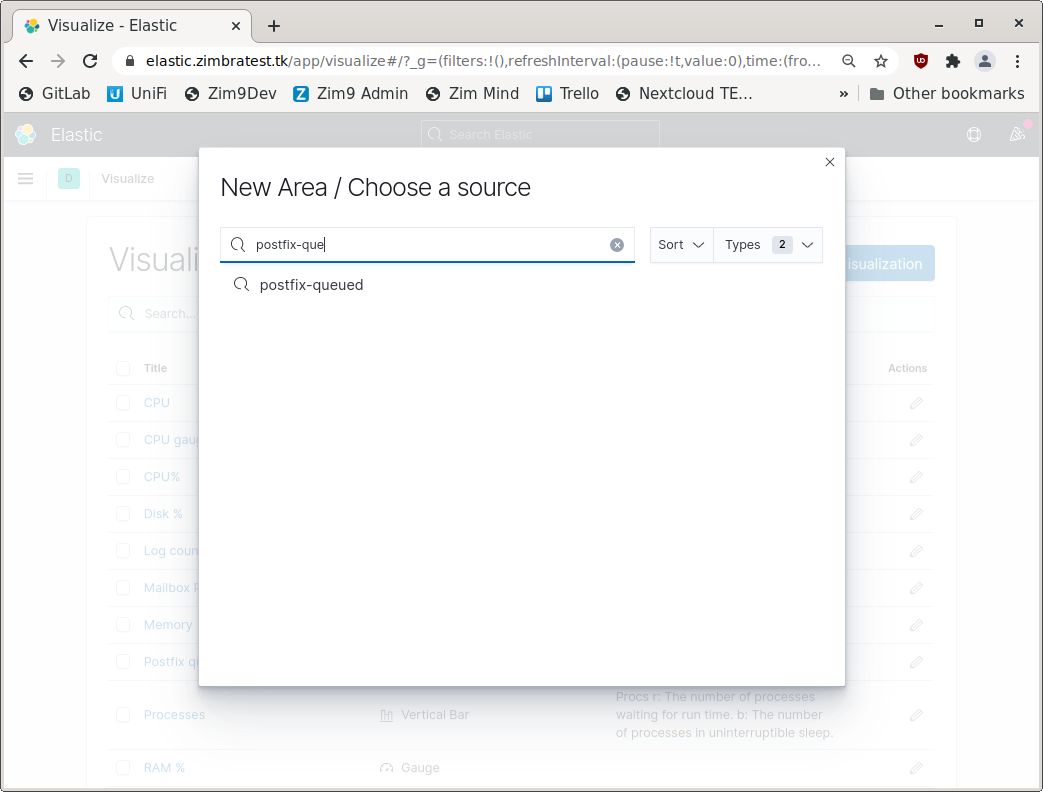 Visualize - Elastic
elastic.zimbratest.tk/app/visualize#/?_g=(filters:!(),refreshInterval:(pause:!t,value:0),time:(fro...
GitLab UniFi Zim9Dev Zim9 Admin Zim Mind Trello Nextcloud TE... » Other bookmarks
Elastic Search Elastic
D Visualize
New Area / Choose a source
postfix-que Sort Types 2
postfix-queued
Visuali isualization
Search...
Title Actions
CPU
CPU gau
CPU%
Disk %
Log coun
Mailbox
Memory
Postfix q
Processes Vertical Bar Procs r: The number of processes
waiting for run time. b: The number
of processes in uninterruptible sleep.
RAM % Gauge